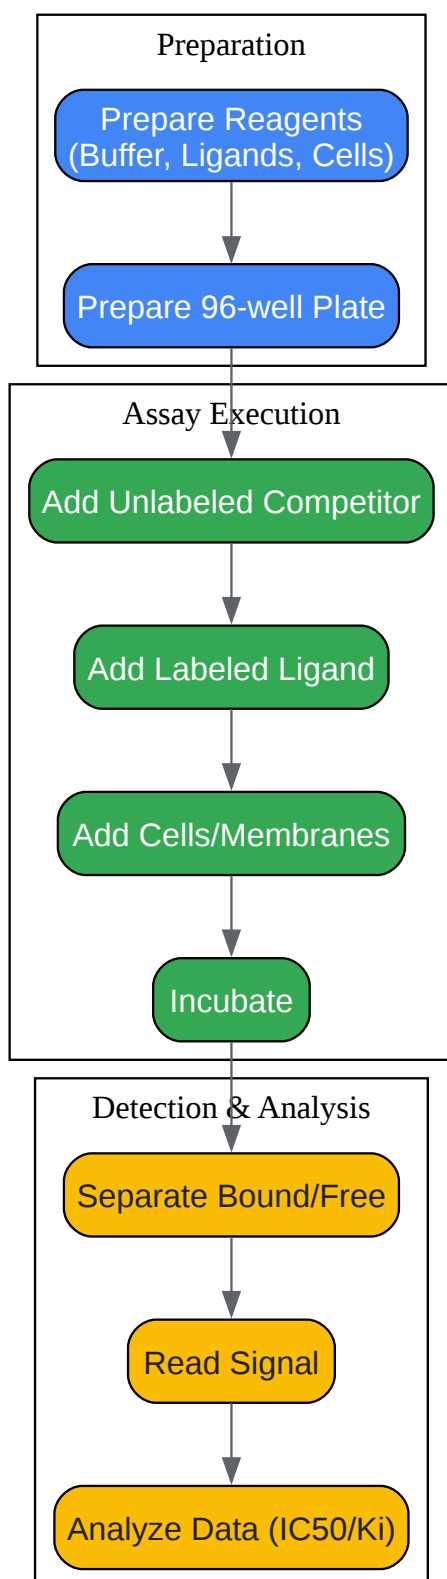 Preparation
Prepare Reagents
(Buffer, Ligands, Cells)
Prepare 96-well Plate
Assay Execution
Add Unlabeled Competitor
Add Labeled Ligand
Add Cells/Membranes
Incubate
Detection & Analysis
Separate Bound/Free
Read Signal
Analyze Data (IC50/Ki)